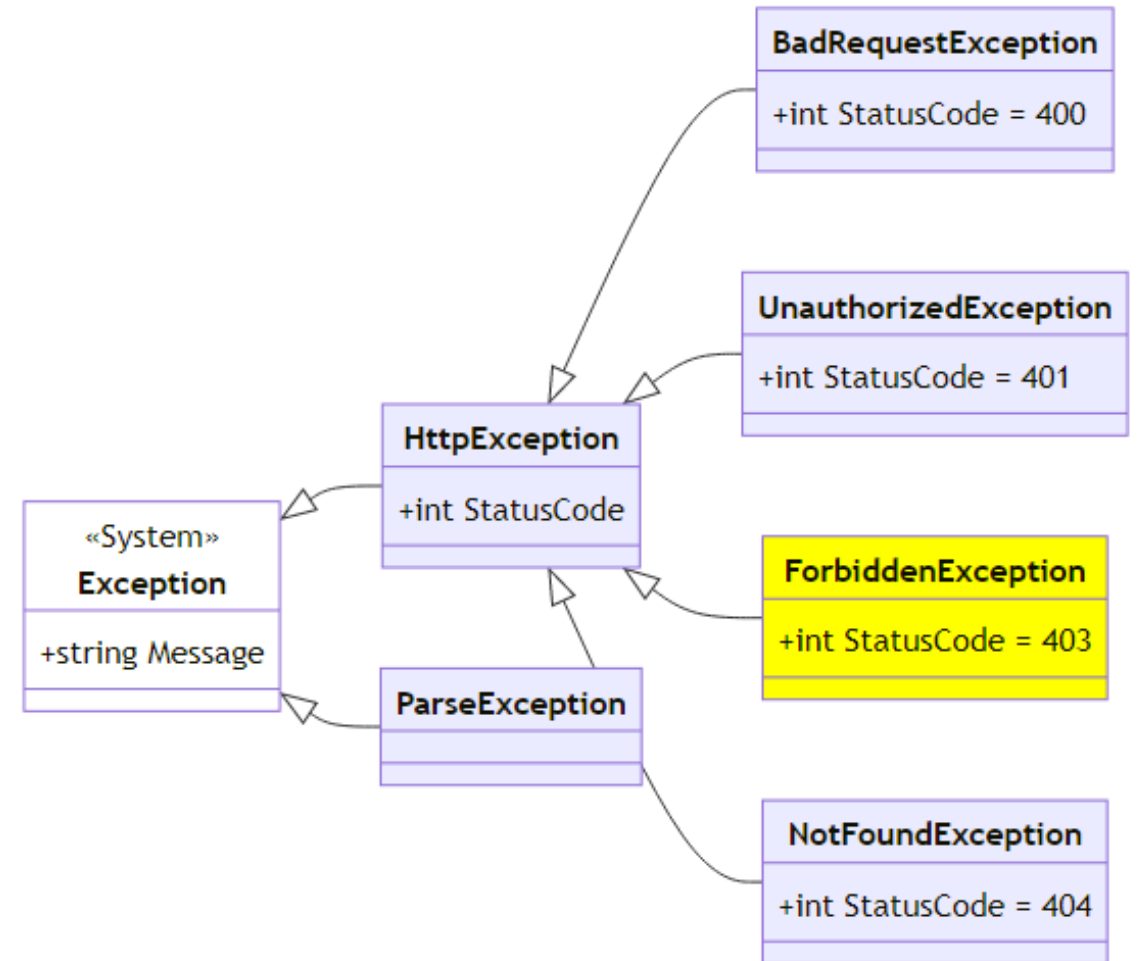 BadRequestException
+int StatusCode = 400
UnauthorizedException
+int StatusCode = 401
HttpException
+int StatusCode
«System»
Exception
+string Message
ForbiddenException
+int StatusCode = 403
ParseException
NotFoundException
+int StatusCode = 404